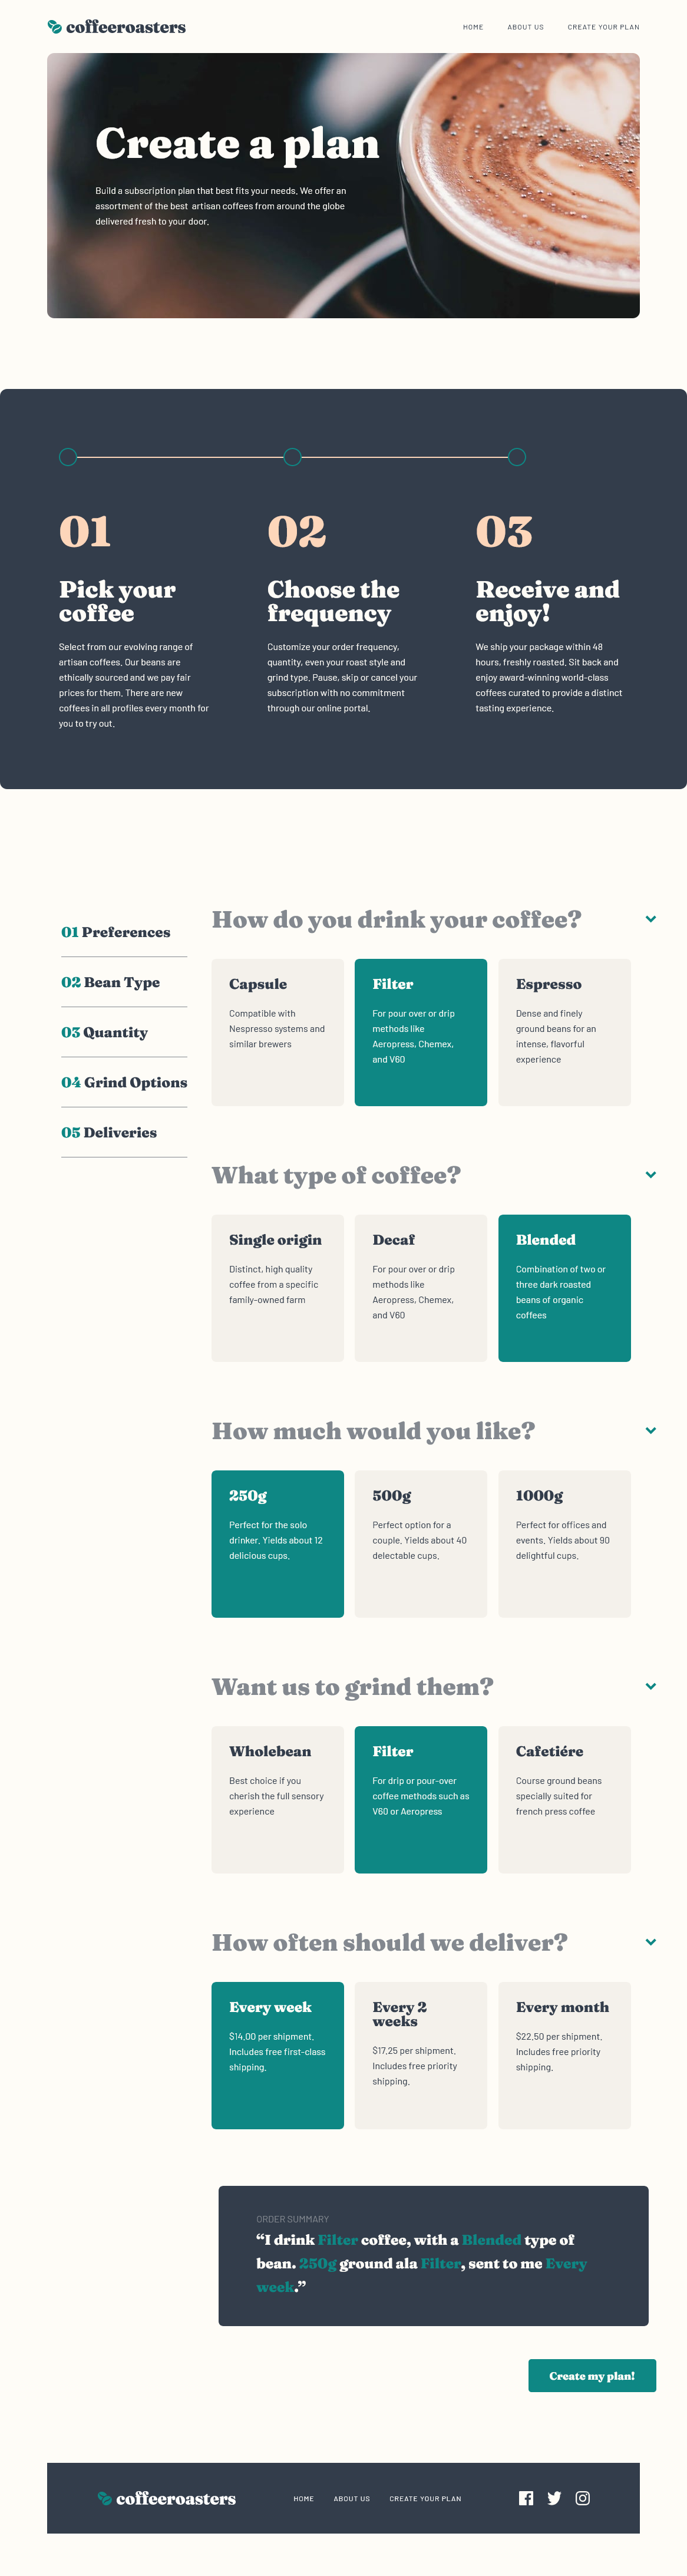 coffeeroasters
HOME ABOUT US CREATE YOUR PLAN
Create a plan
Build a subscription plan that best fits your needs. We offer an
assortment of the best artisan coffees from around the globe
delivered fresh to your door.
01
Pick your
coffee
Select from our evolving range of
artisan coffees. Our beans are
ethically sourced and we pay fair
prices for them. There are new
coffees in all profiles every month for
you to try out.
02
Choose the
frequency
Customize your order frequency,
quantity, even your roast style and
grind type. Pause, skip or cancel your
subscription with no commitment
through our online portal.
03
Receive and
enjoy!
We ship your package within 48
hours, freshly roasted. Sit back and
enjoy award-winning world-class
coffees curated to provide a distinct
tasting experience.
01 Preferences
02 Bean Type
03 Quantity
04 Grind Options
05 Deliveries
How do you drink your coffee?
Capsule
Compatible with
Nespresso systems and
similar brewers
Filter
For pour over or drip
methods like
Aeropress, Chemex,
and V60
Espresso
Dense and finely
ground beans for an
intense, flavorful
experience
What type of coffee?
Single origin
Distinct, high quality
coffee from a specific
family-owned farm
Decaf
For pour over or drip
methods like
Aeropress, Chemex,
and V60
Blended
Combination of two or
three dark roasted
beans of organic
coffees
How much would you like?
250g
Perfect for the solo
drinker. Yields about 12
delicious cups.
500g
Perfect option for a
couple. Yields about 40
delectable cups.
1000g
Perfect for offices and
events. Yields about 90
delightful cups.
Want us to grind them?
Wholebean
Best choice if you
cherish the full sensory
experience
Filter
For drip or pour-over
coffee methods such as
V60 or Aeropress
Cafetiére
Course ground beans
specially suited for
french press coffee
How often should we deliver?
Every week
$14.00 per shipment.
Includes free first-class
shipping.
Every 2
weeks
$17.25 per shipment.
Includes free priority
shipping.
Every month
$22.50 per shipment.
Includes free priority
shipping.
ORDER SUMMARY
“I drink Filter coffee, with a Blended type of
bean. 250g ground ala Filter, sent to me Every
week.”
Create my plan!
coffeeroasters
HOME ABOUT US CREATE YOUR PLAN